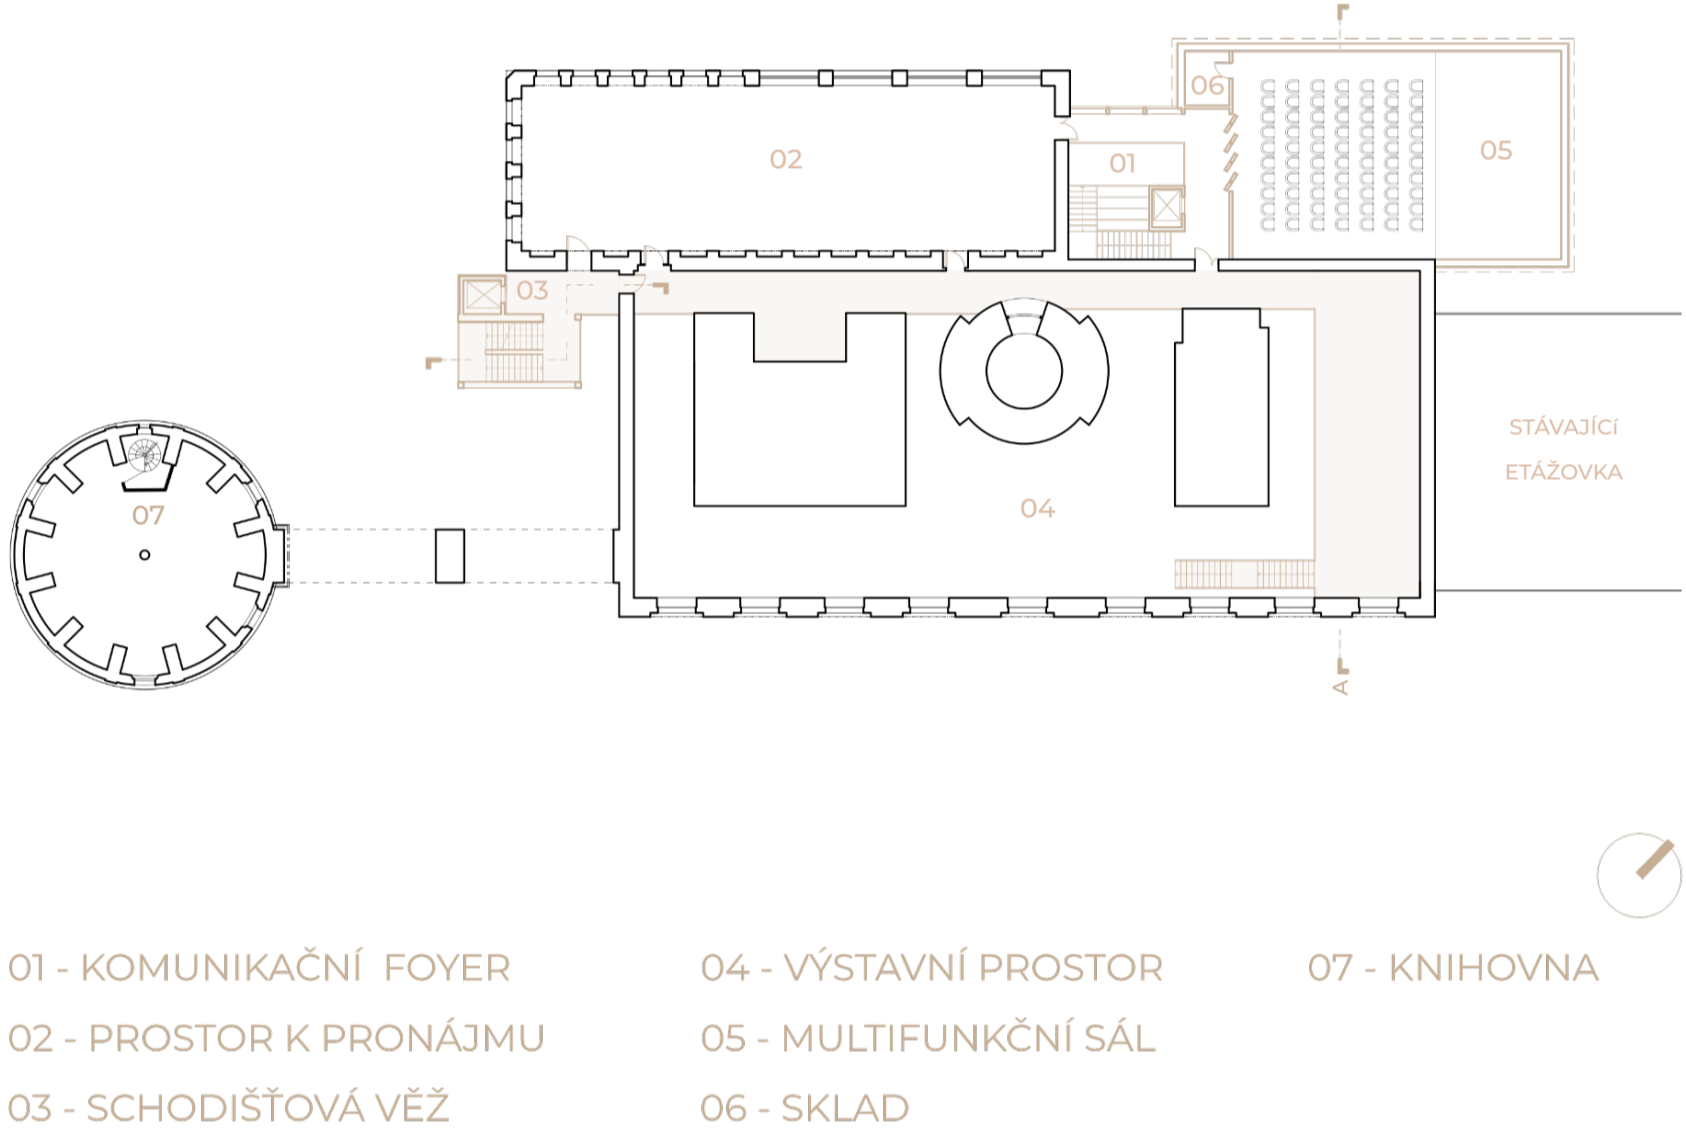 06
02
01
05
03
STÁVAJÍCÍ
ETÁŽOVKA
04
07
A
01 - KOMUNIKAČNÍ FOYER
02 - PROSTOR K PRONÁJMU
03 - SCHODIŠŤOVÁ VĚŽ
04 - VÝSTAVNÍ PROSTOR
05 - MULTIFUNKČNÍ SÁL
06 - SKLAD
07 - KNIHOVNA